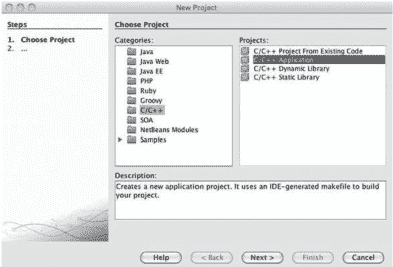 New Project
Steps
1. Choose Project
2. ...
Choose Project
Categories:
Java
Java Web
Java EE
PHP
Ruby
Groovy
C/C++
SOA
NetBeans Modules
Samples
Projects:
C/C++ Project From Existing Code
C/C++ Application
C/C++ Dynamic Library
C/C++ Static Library
Description:
Creates a new application project. It uses an IDE-generated makefile to build
your project.
Help
< Back
Next >
Finish
Cancel